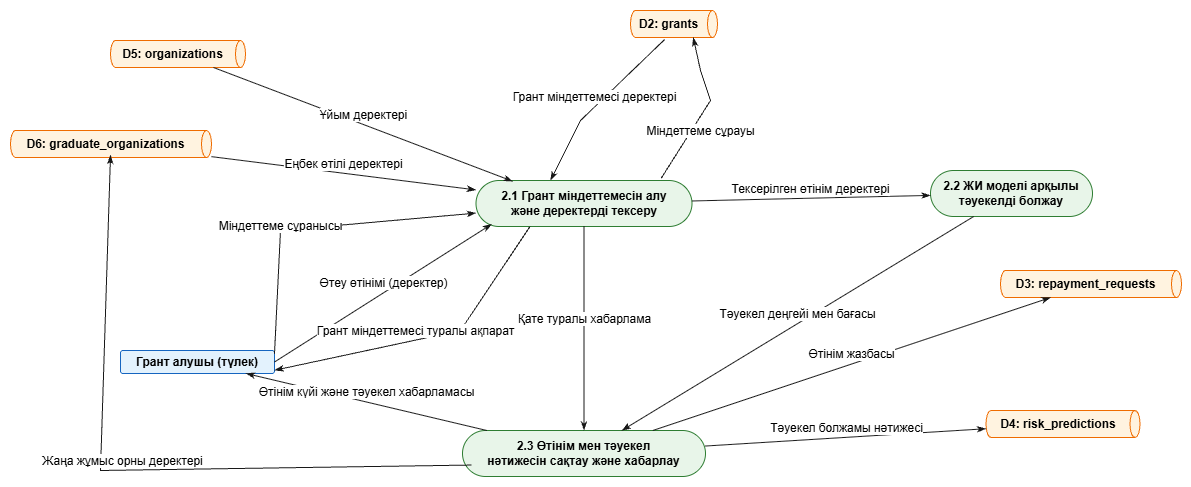 D2: grants
D5: organizations
Грант міндеттемесі деректері
Ұйым деректері
Міндеттеме сұрауы
D6: graduate_organizations
Еңбек өтілі деректері
2.1 Грант міндеттемесін алу
және деректерді тексеру
Тексерілген өтінім деректері
2.2 ЖИ моделі арқылы
тәуекелді болжау
Міндеттеме сұранысы
Өтеу өтінімі (деректер)
D3: repayment_requests
Қате туралы хабарлама
Тәуекел деңгейі мен бағасы
Грант міндеттемесі туралы ақпарат
Өтінім жазбасы
Грант алушы (түлек)
Өтінім күйі және тәуекел хабарламасы
D4: risk_predictions
Тәуекел болжамы нәтижесі
2.3 Өтінім мен тәуекел
нәтижесін сақтау және хабарлау
Жаңа жұмыс орны деректері